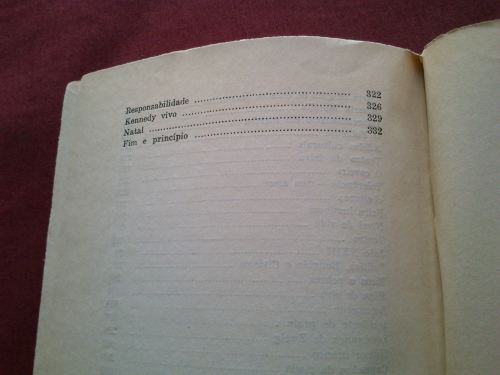 Responsabilidade ........................................ 322
Kennedy vivo ........................................ 326
Natal ........................................ 329
Fim e princípio ........................................ 332